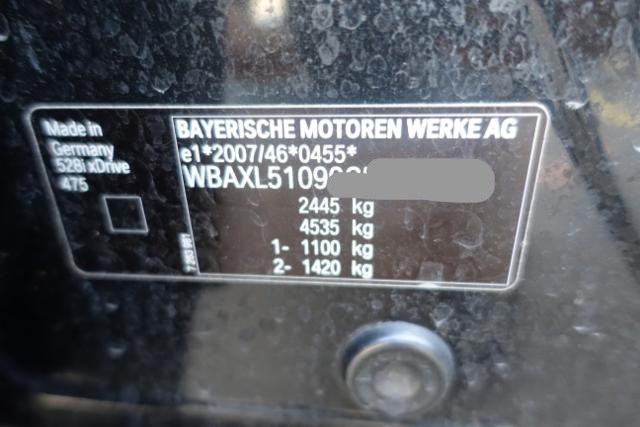 Made in
Germany
528i xDrive
475
BAYERISCHE MOTOREN WERKE AG
e1*2007/46*0455*
WBAXL5109
2445 kg
4535 kg
1- 1100 kg
2- 1420 kg